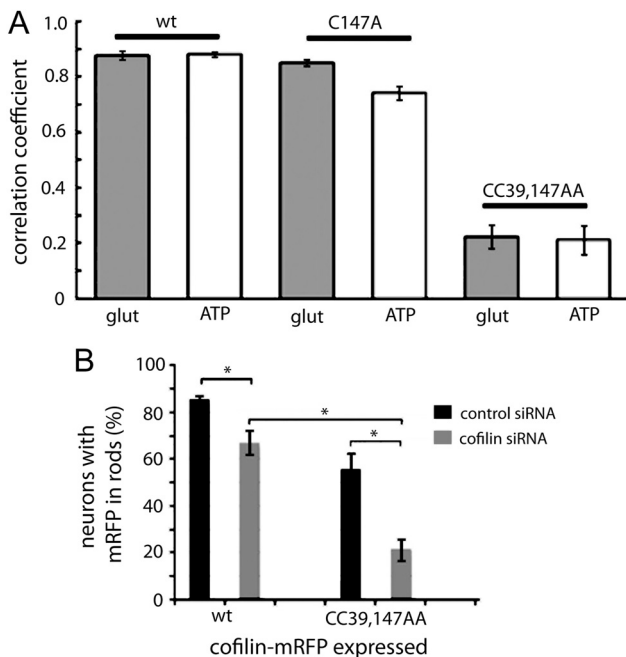 A
correlation coefficient
1.0
0.8
0.6
0.4
0.2
0
wt
C147A
CC39,147AA
glut ATP glut ATP glut ATP
B
neurons with
mRFP in rods (%)
100
80
60
40
20
0
*
*
*
control siRNA
cofilin siRNA
wt CC39,147AA
cofilin-mRFP expressed